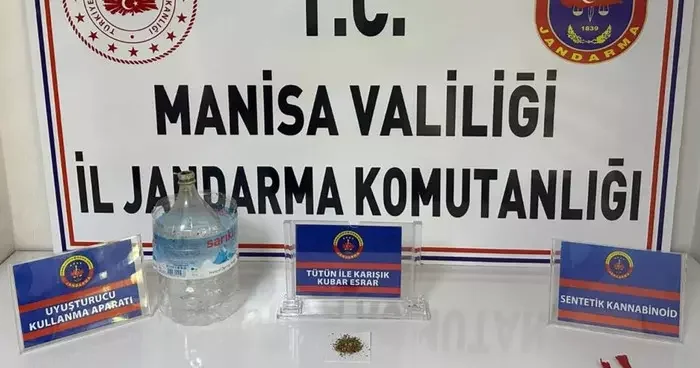 T.C.
MANİSA VALİLİĞİ
İL JANDARMA KOMUTANLIĞI
JANDARMA
1839
UYUŞTURUCU
KULLANMA APARATI
TÜTÜN İLE KARIŞIK
KUBAR ESRAR
SENTETİK KANNABİNOİD